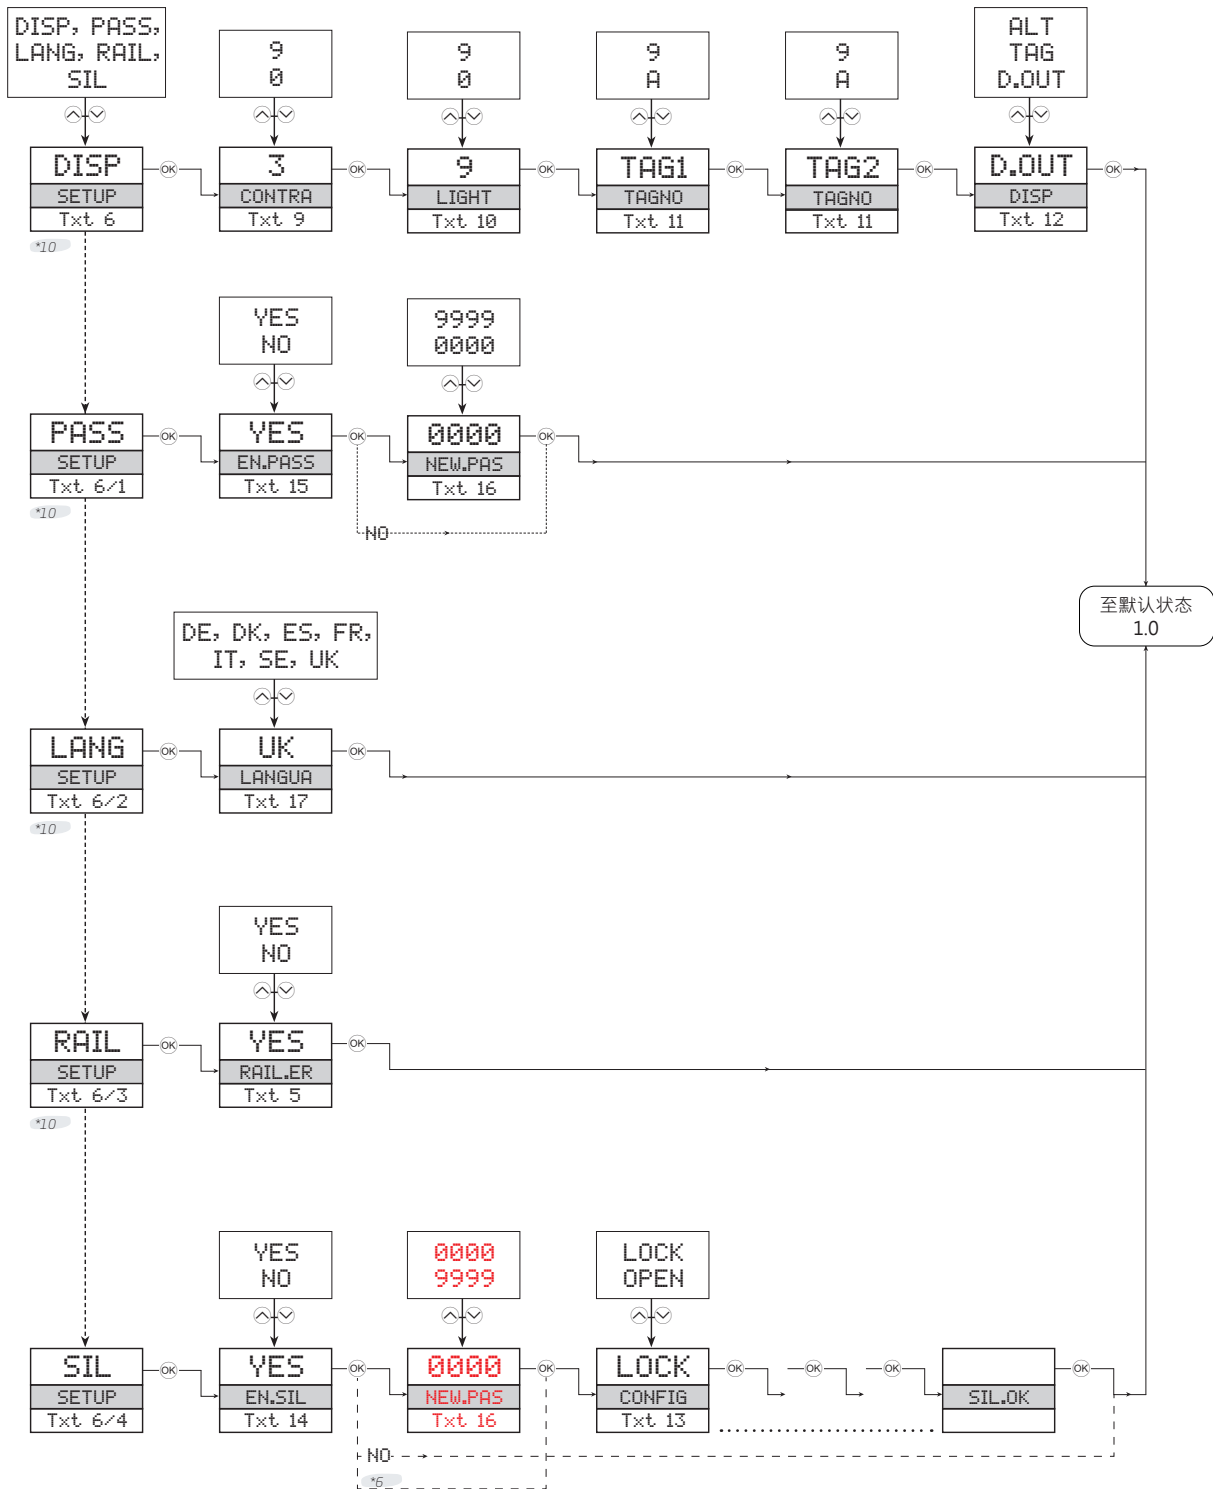 DISP, PASS,
LANG, RAIL,
SIL
9
0
9
0
9
A
9
A
ALT
TAG
D.OUT
DISP
SETUP
Txt 6
*10
OK
3
CONTRA
Txt 9
OK
9
LIGHT
Txt 10
OK
TAG1
TAGNO
Txt 11
OK
TAG2
TAGNO
Txt 11
OK
D.OUT
DISP
Txt 12
OK
YES
NO
9999
0000
PASS
SETUP
Txt 6/1
*10
OK
YES
EN.PASS
Txt 15
OK
0000
NEW.PAS
Txt 16
OK
NO
至默认状态
1.0
DE, DK, ES, FR,
IT, SE, UK
LANG
SETUP
Txt 6/2
*10
OK
UK
LANGUA
Txt 17
OK
YES
NO
RAIL
SETUP
Txt 6/3
*10
OK
YES
RAIL.ER
Txt 5
OK
YES
NO
0000
9999
LOCK
OPEN
SIL
SETUP
Txt 6/4
OK
YES
EN.SIL
Txt 14
OK
0000
NEW.PAS
Txt 16
OK
LOCK
CONFIG
Txt 13
OK
OK
OK
SIL.OK
OK
NO
*6